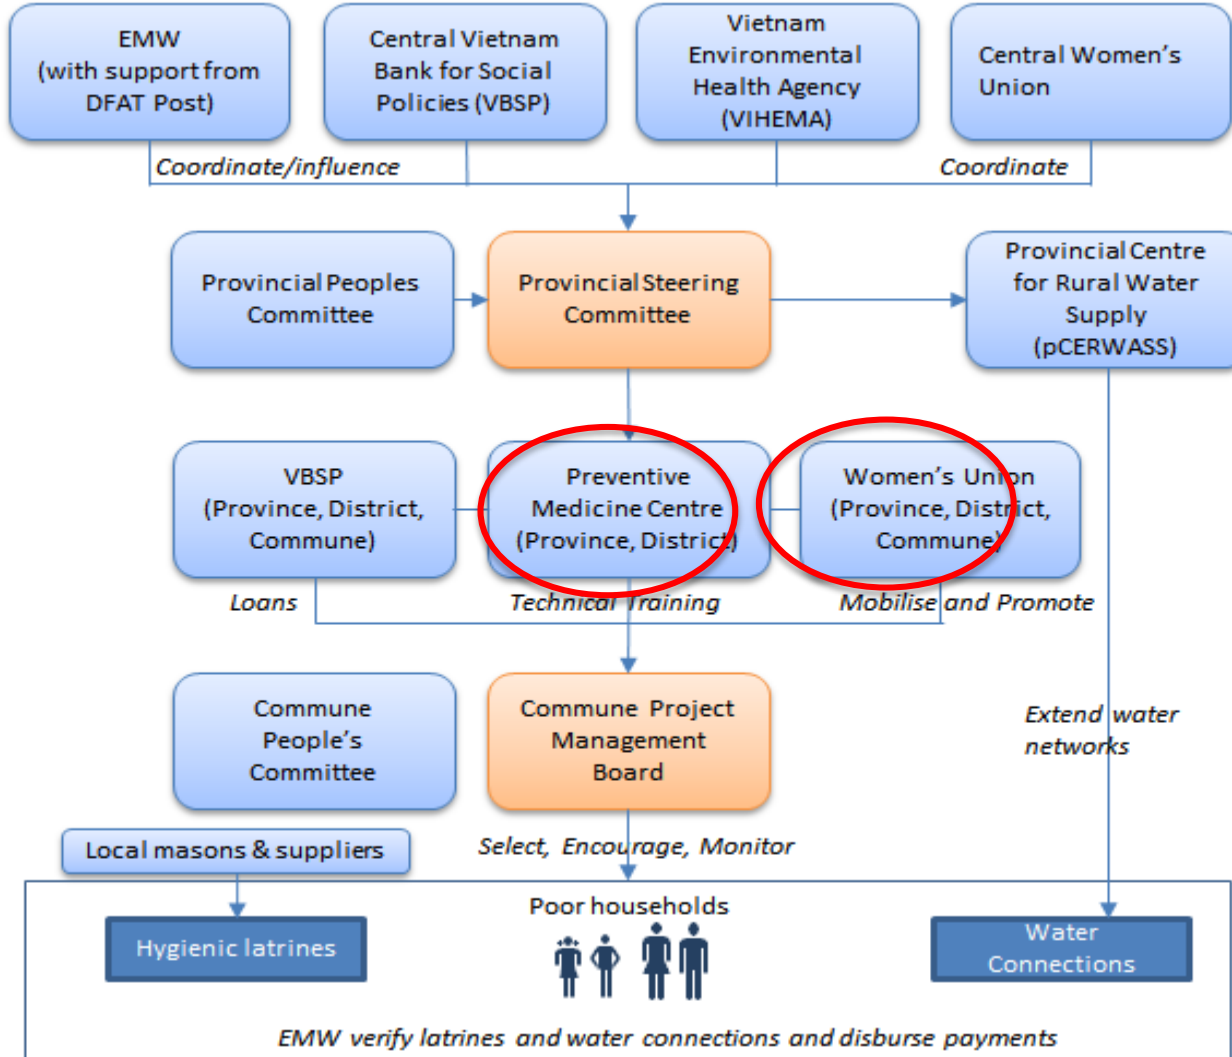 EMW
(with support from
DFAT Post)
Central Vietnam
Bank for Social
Policies (VBSP)
Vietnam
Environmental
Health Agency
(VIHEMA)
Central Women's
Union
Coordinate/influence
Coordinate
Provincial Peoples
Committee
Provincial Steering
Committee
Provincial Centre
for Rural Water
Supply
(pCERWASS)
VBSP
(Province, District,
Commune)
Preventive
Medicine Centre
(Province, District)
Women's Union
(Province, District,
Commune)
Loans
Technical Training
Mobilise and Promote
Commune
People's
Committee
Commune Project
Management
Board
Extend water
networks
Local masons & suppliers
Select, Encourage, Monitor
Poor households
Hygienic latrines
Water
Connections
EMW verify latrines and water connections and disburse payments